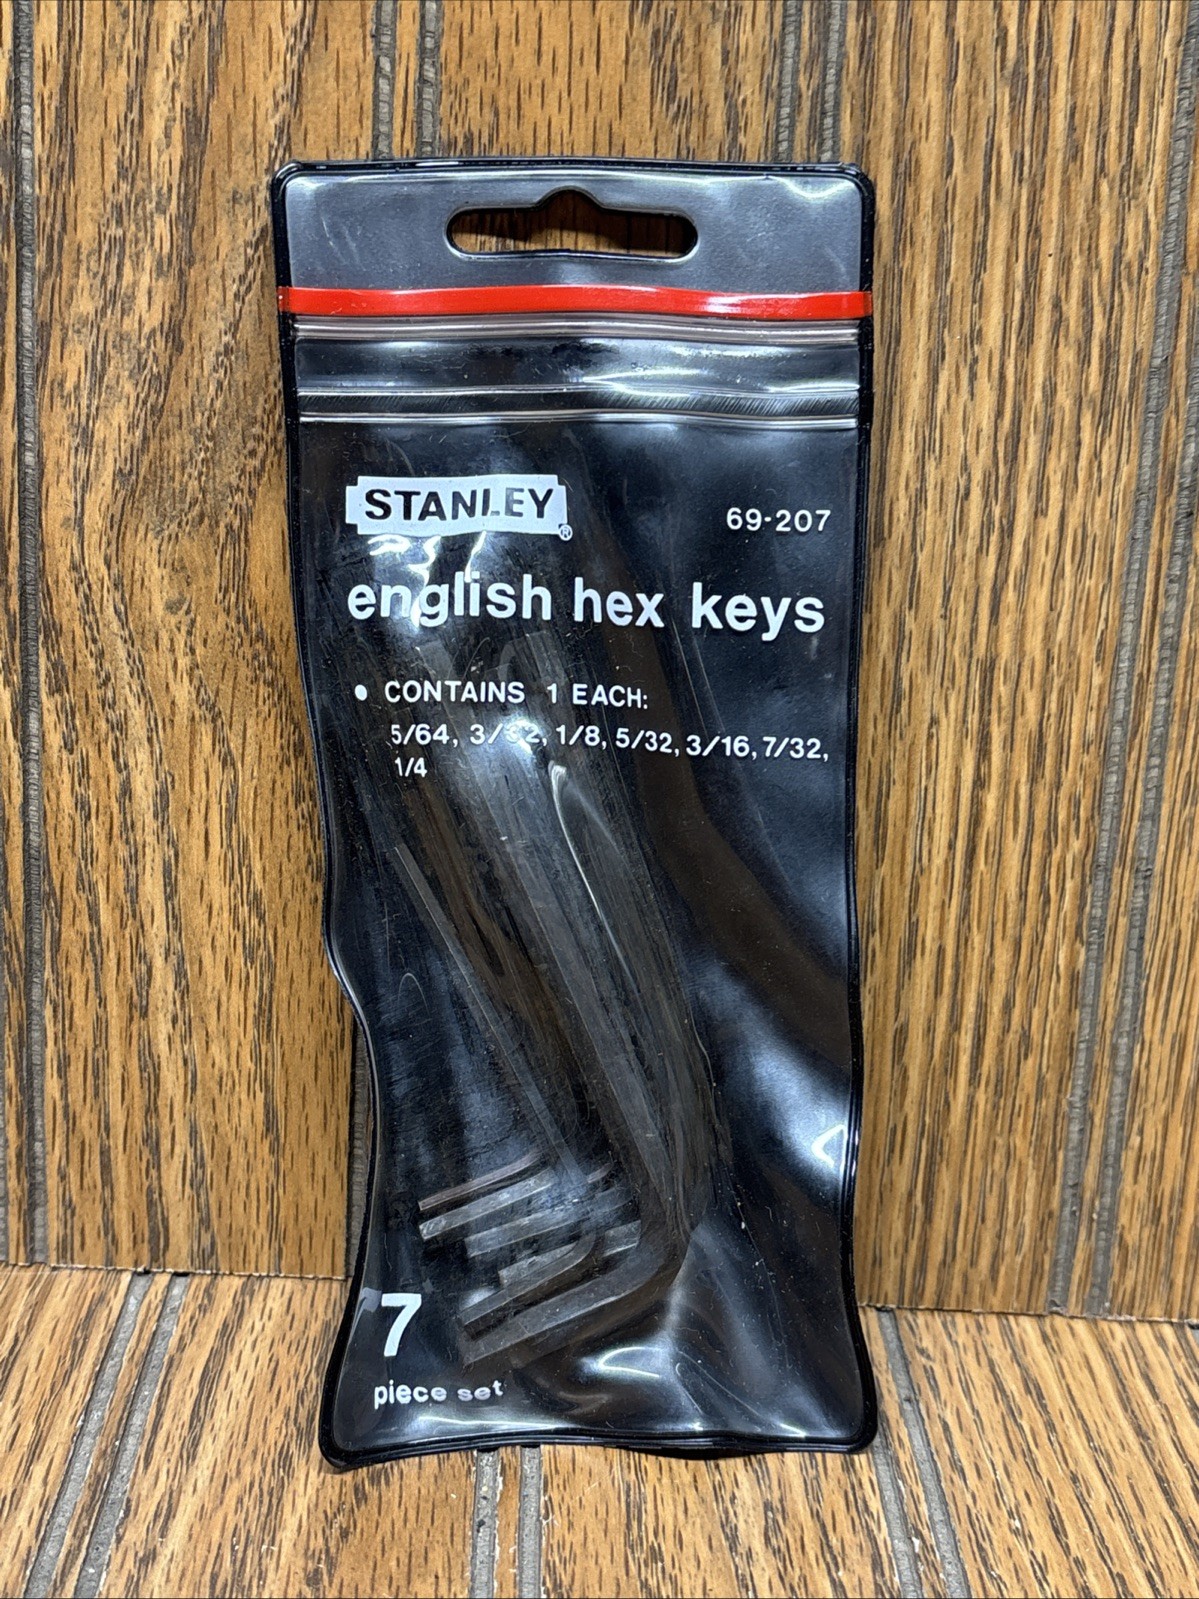 STANLEY®
69-207
english hex keys
• CONTAINS 1 EACH:
5/64, 3/32, 1/8, 5/32, 3/16, 7/32,
1/4
7
piece set